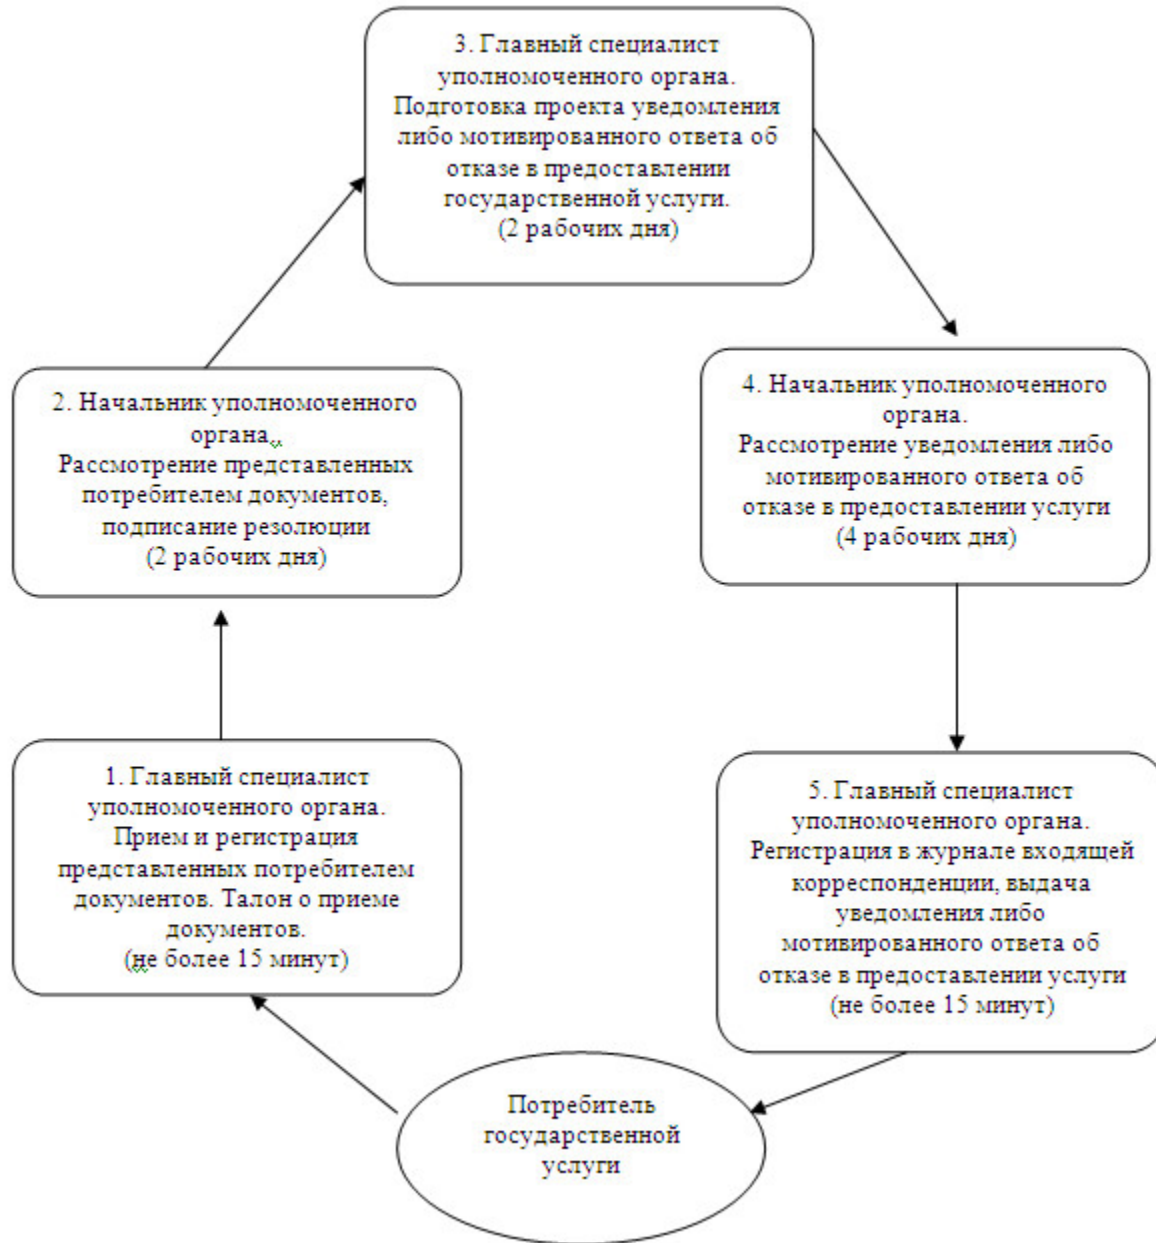 3. Главный специалист
уполномоченного органа.
Подготовка проекта уведомления
либо мотивированного ответа об
отказе в предоставлении
государственной услуги.
(2 рабочих дня)
2. Начальник уполномоченного
органа.
Рассмотрение представленных
потребителем документов,
подписание резолюции
(2 рабочих дня)
4. Начальник уполномоченного
органа.
Рассмотрение уведомления либо
мотивированного ответа об
отказе в предоставлении услуги
(4 рабочих дня)
1. Главный специалист
уполномоченного органа.
Прием и регистрация
представленных потребителем
документов. Талон о приеме
документов.
(не более 15 минут)
5. Главный специалист
уполномоченного органа.
Регистрация в журнале входящей
корреспонденции, выдача
уведомления либо
мотивированного ответа об
отказе в предоставлении услуги
(не более 15 минут)
Потребитель
государственной
услуги